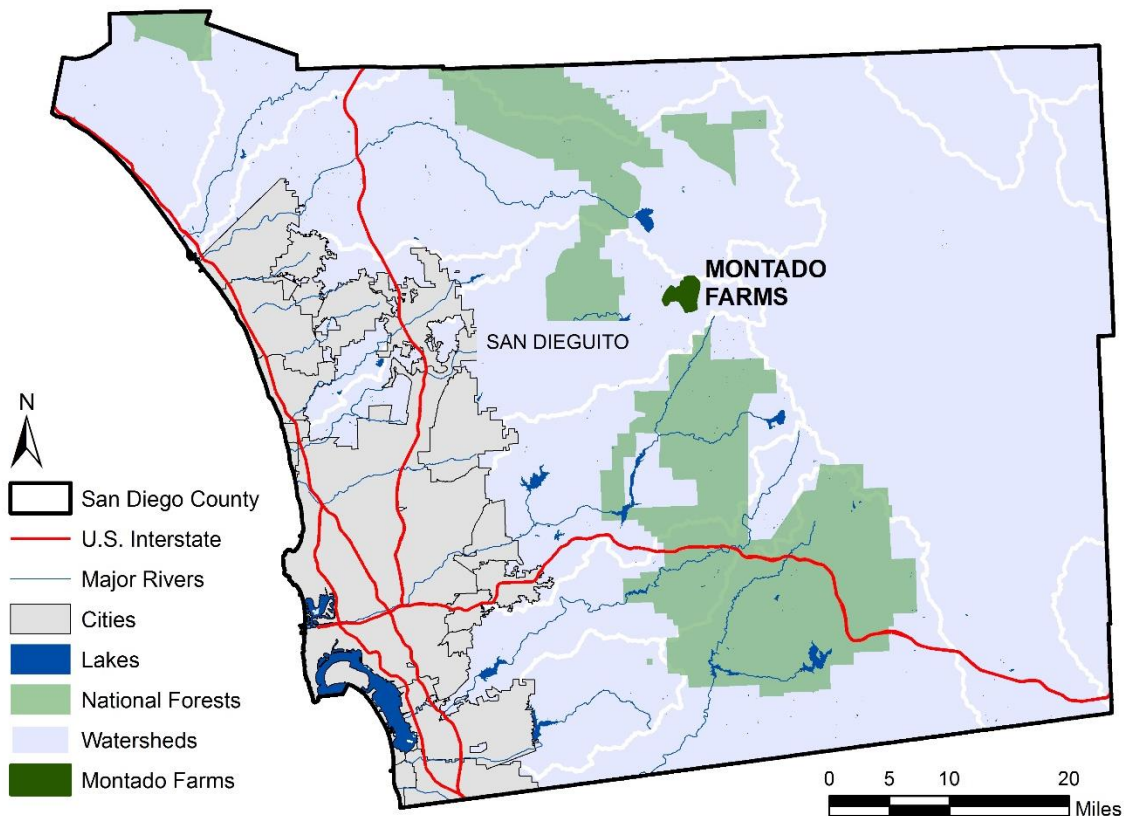 MONTADO
FARMS
SAN DIEGUITO
N
San Diego County
U.S. Interstate
Major Rivers
Cities
Lakes
National Forests
Watersheds
Montado Farms
0 5 10 20
Miles